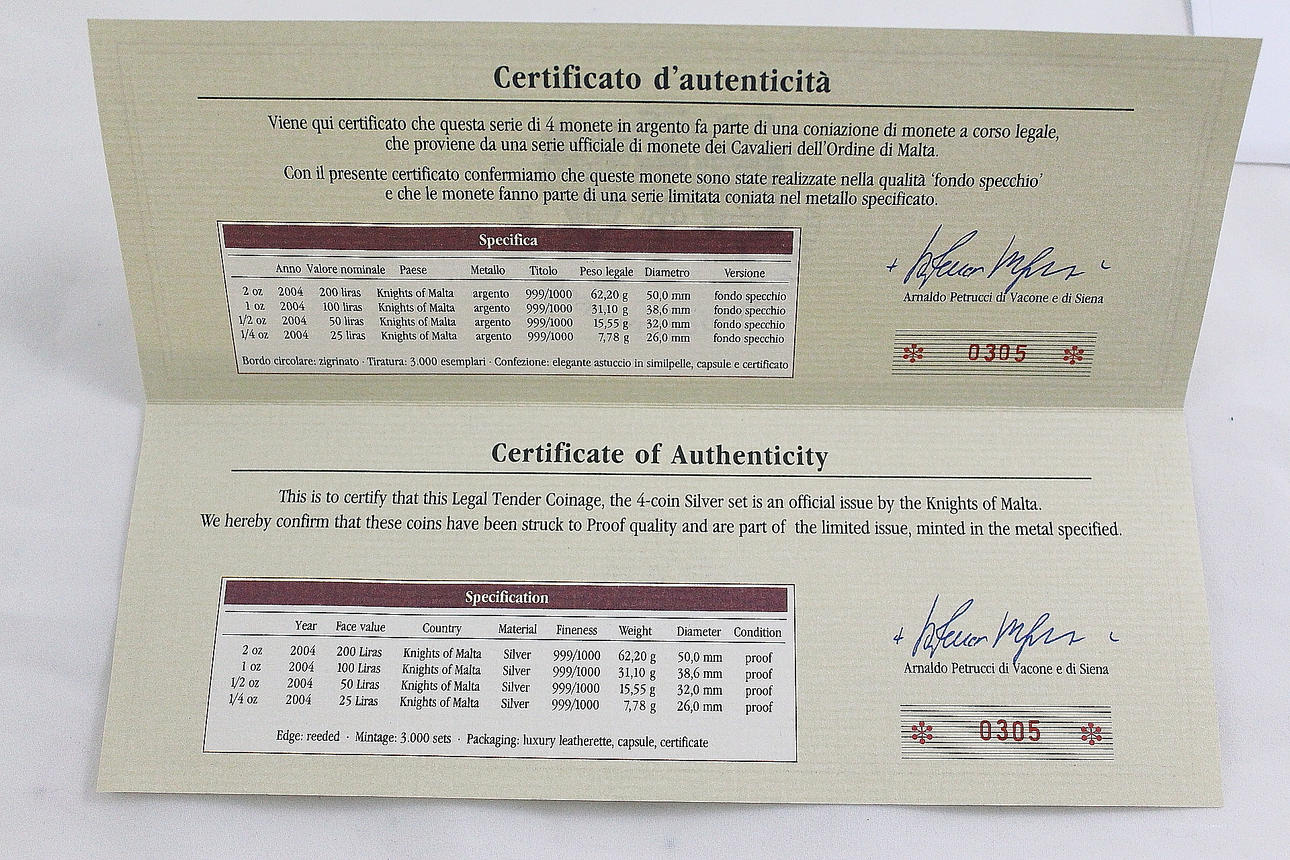 Certificato d'autenticità
Viene qui certificato che questa serie di 4 monete in argento fa parte di una coniazione di monete a corso legale,
che proviene da una serie ufficiale di monete dei Cavalieri dell'Ordine di Malta.
Con il presente certificato confermiamo che queste monete sono state realizzate nella qualità 'fondo specchio'
e che le monete fanno parte di una serie limitata coniata nel metallo specificato.
Specifica
Anno Valore nominale Paese Metallo Titolo Peso legale Diametro Versione
2 oz 2004 200 liras Knights of Malta argento 999/1000 62,20 g 50,0 mm fondo specchio
1 oz 2004 100 liras Knights of Malta argento 999/1000 31,10 g 38,6 mm fondo specchio
1/2 oz 2004 50 liras Knights of Malta argento 999/1000 15,55 g 32,0 mm fondo specchio
1/4 oz 2004 25 liras Knights of Malta argento 999/1000 7,78 g 26,0 mm fondo specchio
Bordo circolare: zigrinato · Tiratura: 3.000 esemplari · Confezione: elegante astuccio in similpelle, capsule e certificato
Arnaldo Petrucci di Vacone e di Siena
0305
Certificate of Authenticity
This is to certify that this Legal Tender Coinage, the 4-coin Silver set is an official issue by the Knights of Malta.
We hereby confirm that these coins have been struck to Proof quality and are part of the limited issue, minted in the metal specified.
Specification
Year Face value Country Material Fineness Weight Diameter Condition
2 oz 2004 200 Liras Knights of Malta Silver 999/1000 62,20 g 50,0 mm proof
1 oz 2004 100 Liras Knights of Malta Silver 999/1000 31,10 g 38,6 mm proof
1/2 oz 2004 50 Liras Knights of Malta Silver 999/1000 15,55 g 32,0 mm proof
1/4 oz 2004 25 Liras Knights of Malta Silver 999/1000 7,78 g 26,0 mm proof
Edge: reeded · Mintage: 3.000 sets · Packaging: luxury leatherette, capsule, certificate
Arnaldo Petrucci di Vacone e di Siena
0305